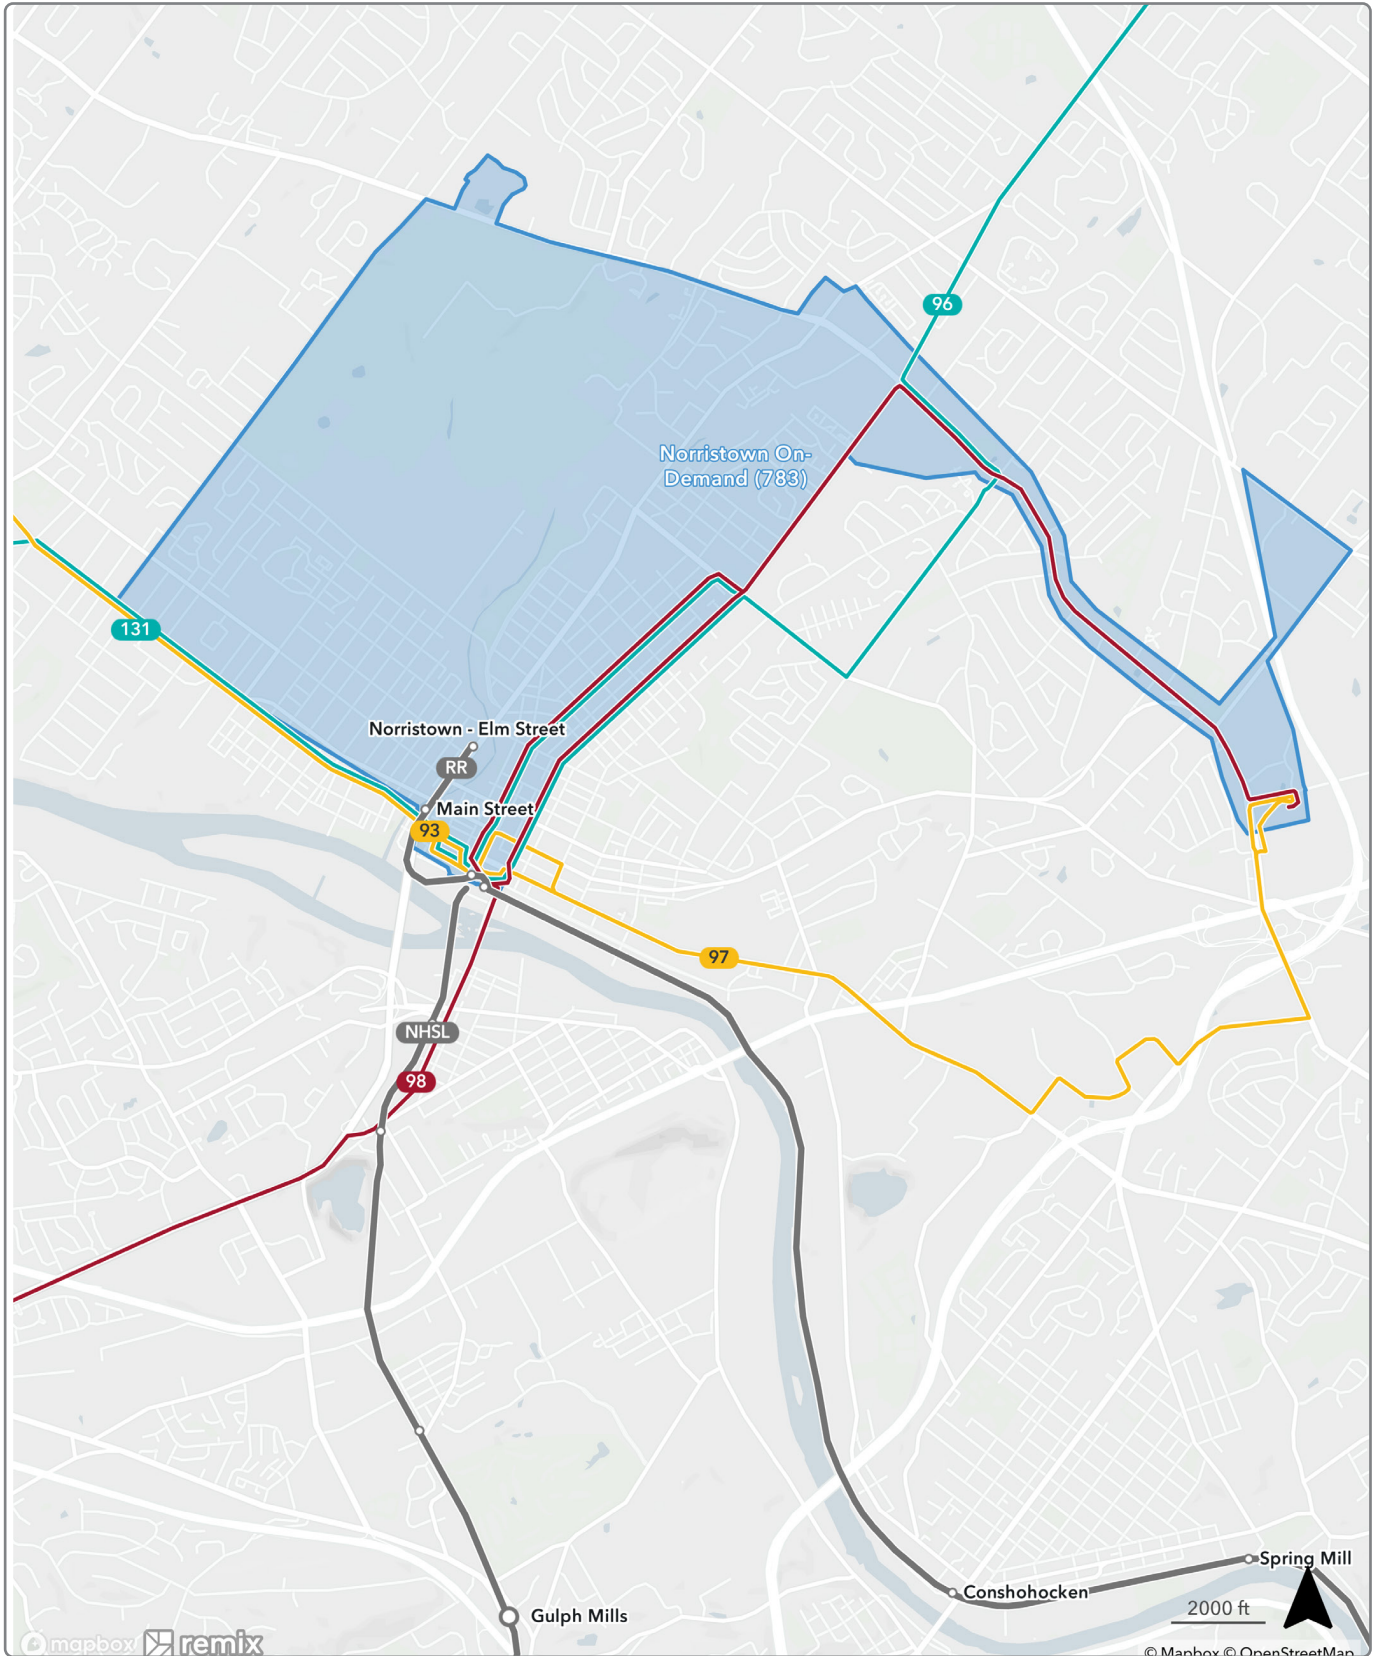 96
Norristown On-
Demand (783)
131
Norristown - Elm Street
RR
Main Street
93
97
NHSL
98
Spring Mill
Conshohocken
2000 ft
Gulph Mills
mapbox remix
© Mapbox © OpenStreetMap